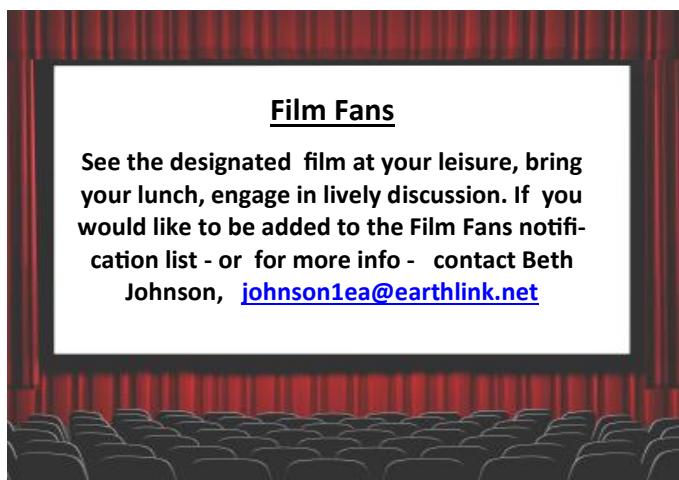 Film Fans
See the designated  film at your leisure, bring
your lunch, engage in lively discussion. If  you
would like to be added to the Film Fans notifi-
cation list - or  for more info -   contact Beth
Johnson,   johnson1ea@earthlink.net